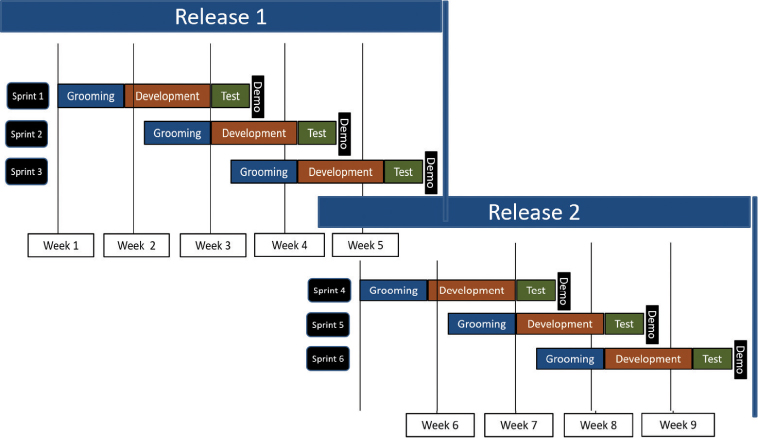 Release 1
Sprint 1 Grooming Development Test Demo
Sprint 2 Grooming Development Test Demo
Sprint 3 Grooming Development Test Demo
Release 2
Week 1 Week 2 Week 3 Week 4 Week 5
Sprint 4 Grooming Development Test Demo
Sprint 5 Grooming Development Test Demo
Sprint 6 Grooming Development Test Demo
Week 6 Week 7 Week 8 Week 9